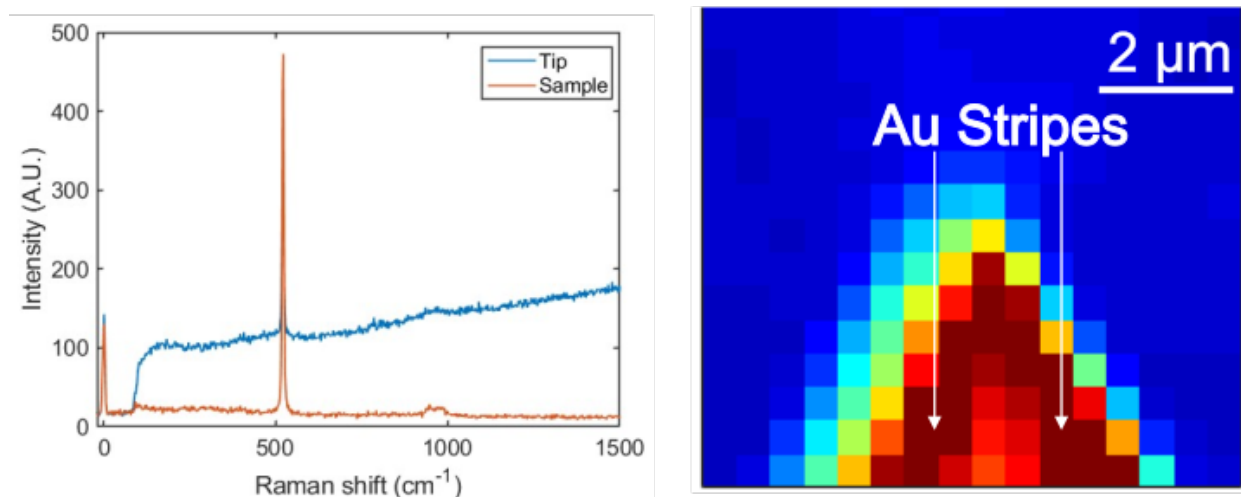 500
400
300
200
100
0
Intensity (A.U.)
Tip
Sample
0
500
1000
1500
Raman shift (cm⁻¹)
2 µm
Au Stripes